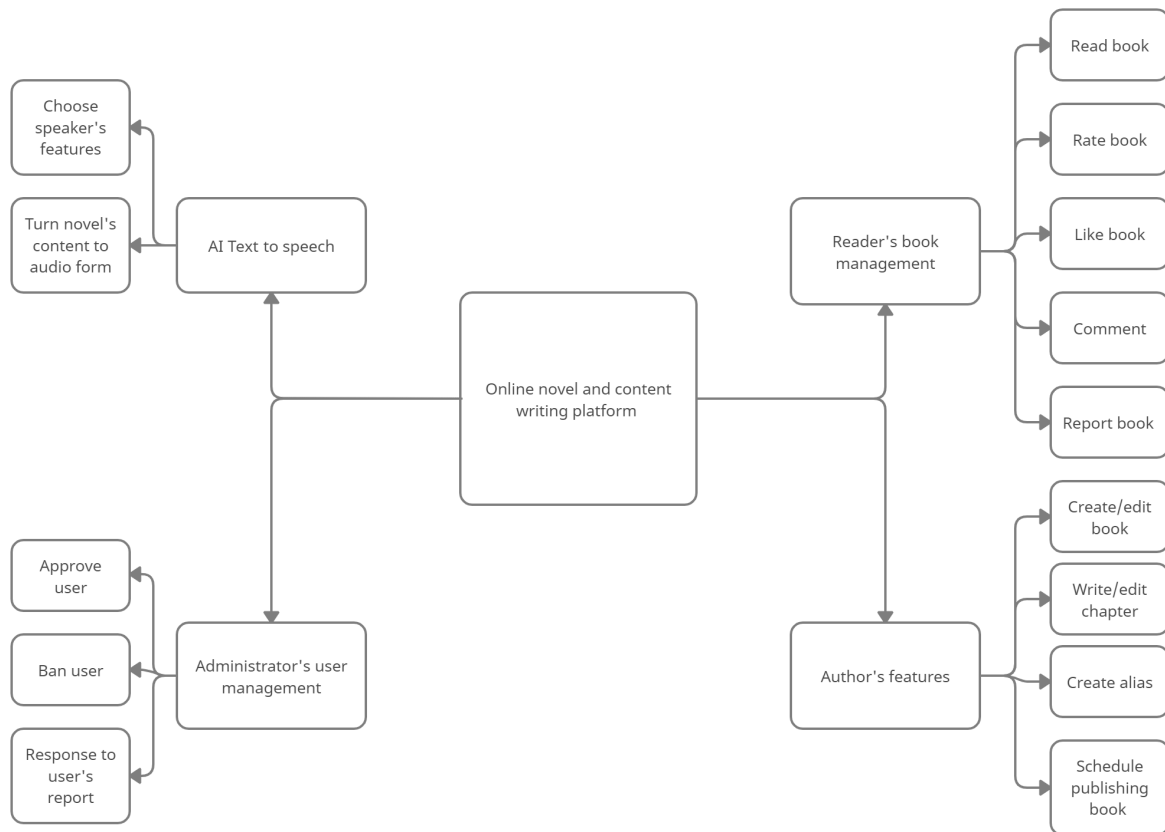 Choose
speaker's
features
Turn novel's
content to
audio form
AI Text to speech
Online novel and content
writing platform
Reader's book
management
Read book
Rate book
Like book
Comment
Report book
Approve
user
Ban user
Response to
user's
report
Administrator's user
management
Author's features
Create/edit
book
Write/edit
chapter
Create alias
Schedule
publishing
book